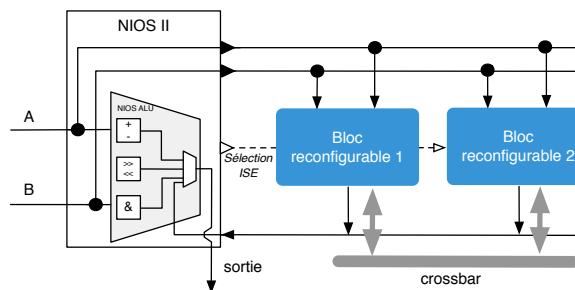 NIOS II
A
NIOS ALU
+
-
>>
<<
B
&
Sélection
ISE
Bloc
reconfigurable 1
Bloc
reconfigurable 2
sortie
crossbar